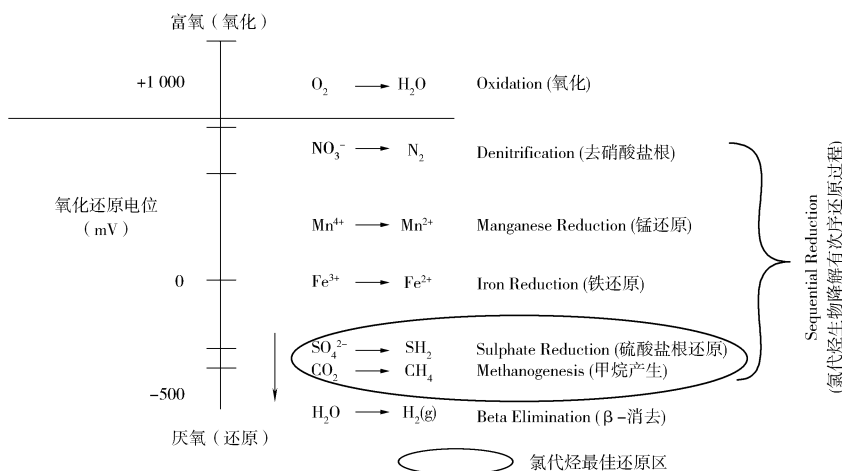 富氧（氧化）
+1 000
O₂ → H₂O Oxidation (氧化)
NO₃⁻ → N₂ Denitrification (去硝酸盐根)
氧化还原电位
（mV）
Mn⁴⁺ → Mn²⁺ Manganese Reduction (锰还原)
0
Fe³⁺ → Fe²⁺ Iron Reduction (铁还原)
SO₄²⁻ → SH₂ Sulphate Reduction (硫酸盐根还原)
CO₂ → CH₄ Methanogenesis (甲烷产生)
−500
H₂O → H₂(g) Beta Elimination (β−消去)
厌氧（还原）
Sequential Reduction
(氯代烃生物降解有次序还原过程)
氯代烃最佳还原区